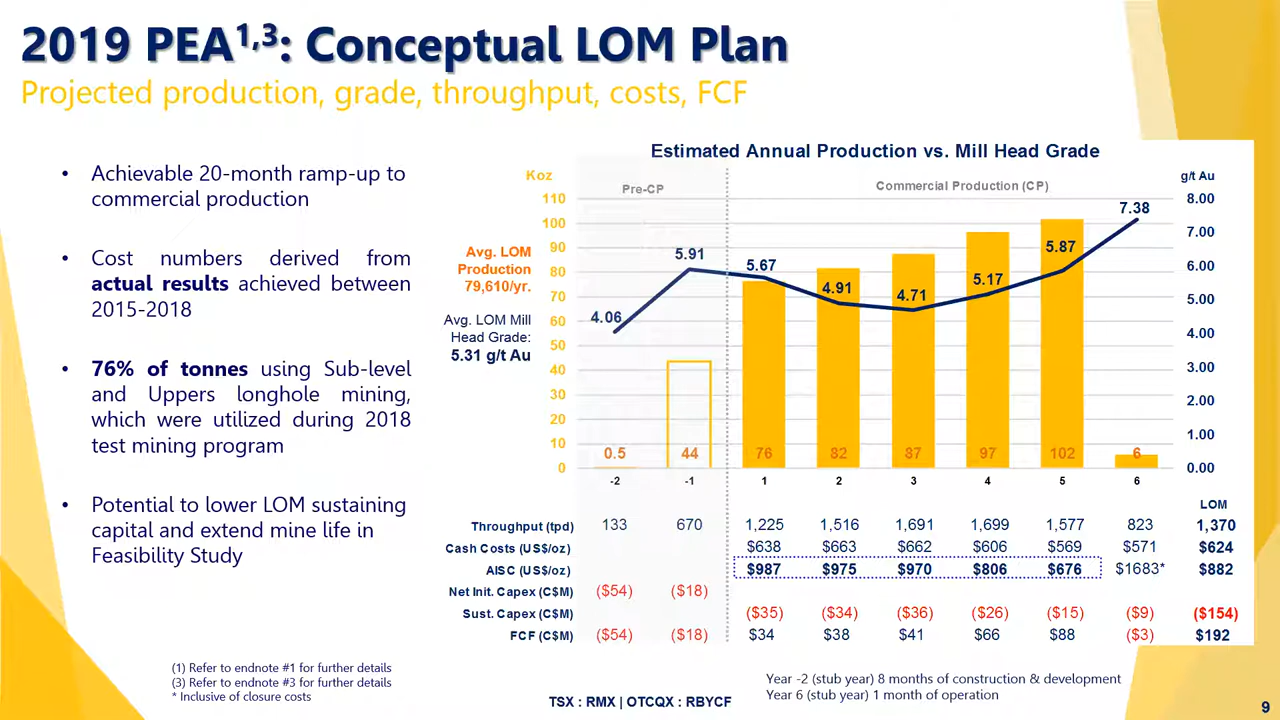 2019 PEA1,3: Conceptual LOM Plan
Projected production, grade, throughput, costs, FCF
• Achievable 20-month ramp-up to
commercial production
• Cost numbers derived from
actual results achieved between
2015-2018
• 76% of tonnes using Sub-level
and Uppers longhole mining,
which were utilized during 2018
test mining program
• Potential to lower LOM sustaining
capital and extend mine life in
Feasibility Study
Estimated Annual Production vs. Mill Head Grade
Koz
Pre-CP
Commercial Production (CP)
g/t Au
110
100
90
80
70
60
50
40
30
20
10
0
Avg. LOM
Production
79,610/yr.
Avg. LOM Mill
Head Grade:
5.31 g/t Au
4.06
5.91
5.67
4.91
4.71
5.17
5.87
7.38
8.00
7.00
6.00
5.00
4.00
3.00
2.00
1.00
0.00
0.5 44 76 82 87 97 102 6
-2 -1 1 2 3 4 5 6
LOM
Throughput (tpd) 133 670 1,225 1,516 1,691 1,699 1,577 823 1,370
Cash Costs (US$/oz) $638 $663 $662 $606 $569 $571 $624
AISC (US$/oz) $987 $975 $970 $806 $676 $1683* $882
Net Init. Capex (C$M) ($54) ($18)
Sust. Capex (C$M) ($35) ($34) ($36) ($26) ($15) ($9) ($154)
FCF (C$M) ($54) ($18) $34 $38 $41 $66 $88 ($3) $192
(1) Refer to endnote #1 for further details
(3) Refer to endnote #3 for further details
* Inclusive of closure costs
TSX : RMX | OTCQX : RBYCF
Year -2 (stub year) 8 months of construction & development
Year 6 (stub year) 1 month of operation
9